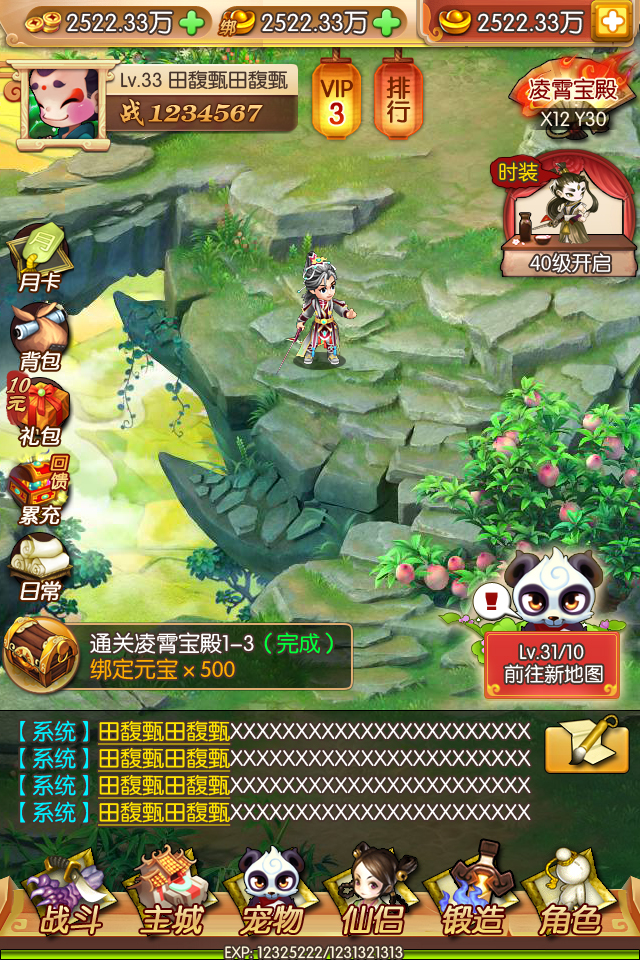 2522.33万
绑 2522.33万
2522.33万
Lv.33 田馥甄田馥甄
战 1234567
VIP 3
排行
凌霄宝殿
X12 Y30
时装
40级开启
月
月卡
背包
10元
礼包
回馈
累充
日常
通关凌霄宝殿1-3（完成）
绑定元宝×500
!
Lv.31/10
前往新地图
【系统】田馥甄田馥甄XXXXXXXXXXXXXXXXXXXXXXX
【系统】田馥甄田馥甄XXXXXXXXXXXXXXXXXXXXXXX
【系统】田馥甄田馥甄XXXXXXXXXXXXXXXXXXXXXXX
【系统】田馥甄田馥甄XXXXXXXXXXXXXXXXXXXXXXX
战斗
主城
宠物
仙侣
锻造
角色
EXP: 12325222/1231321313